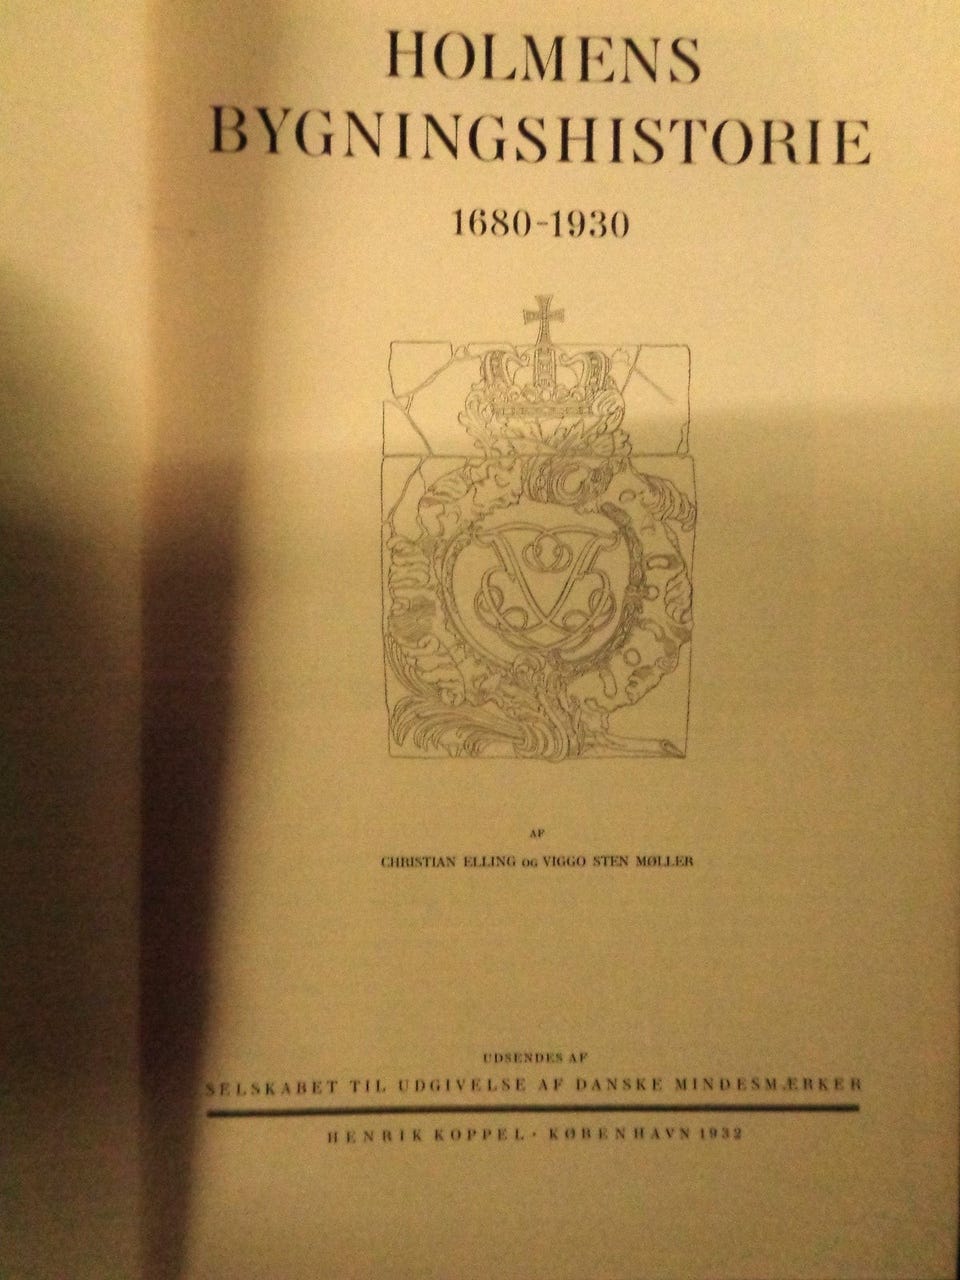 HOLMENS
BYGNINGSHISTORIE
1680-1930
AF
CHRISTIAN ELLING OG VIGGO STEN MØLLER
UDSENDES AF
SELSKABET TIL UDGIVELSE AF DANSKE MINDESMÆRKER
HENRIK KOPPEL · KØBENHAVN 1932